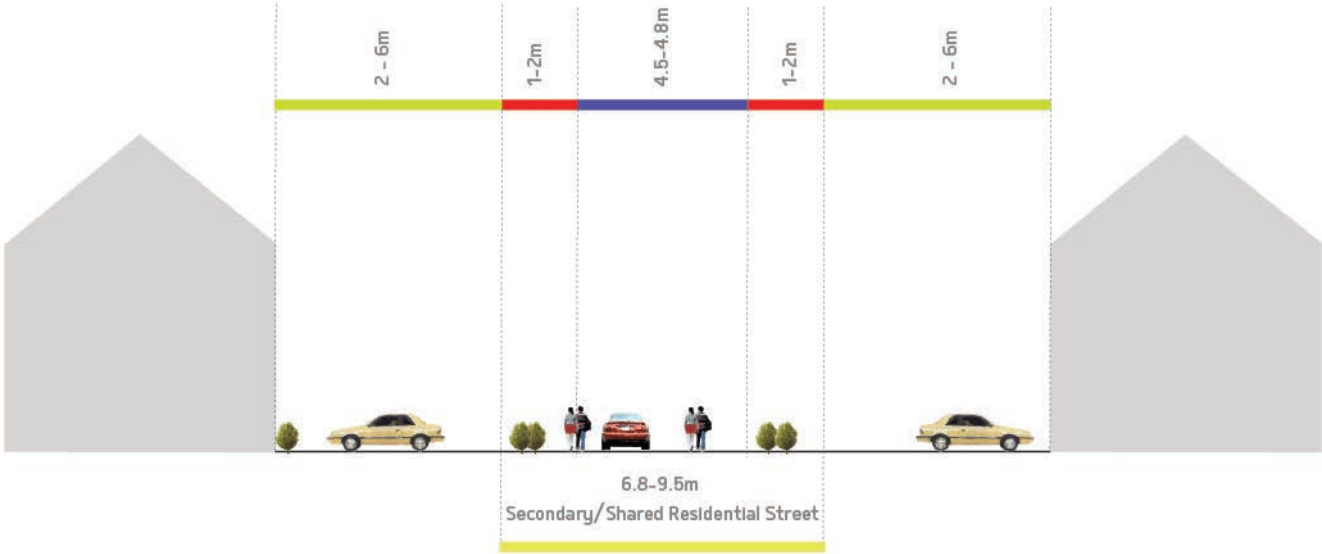 2 - 6m
1-2m
4.5-4.8m
1-2m
2 - 6m
6.8-9.5m
Secondary/Shared Residential Street